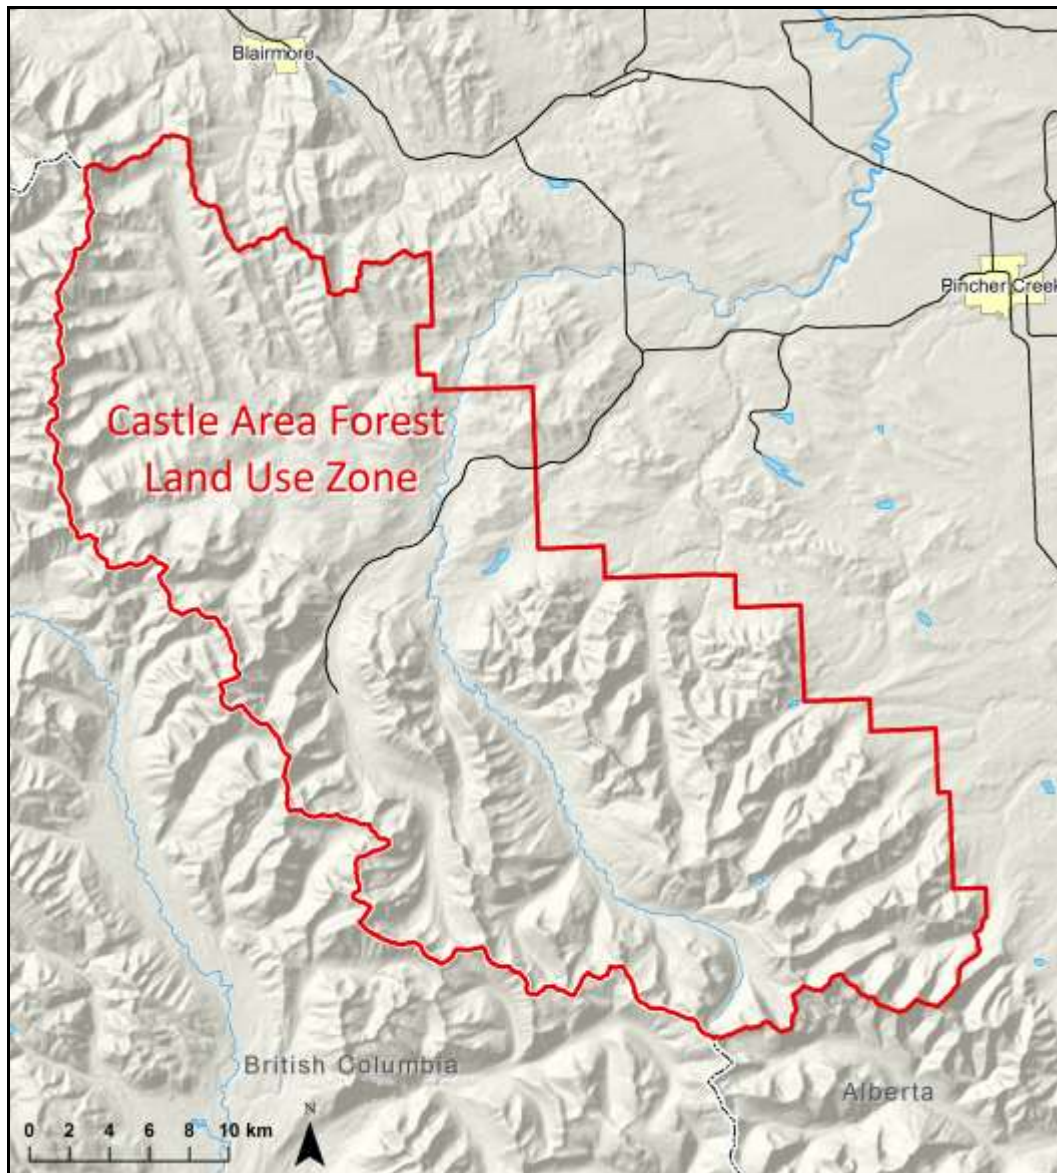 Blairmore
Pincher Creek
Castle Area Forest
Land Use Zone
British Columbia
Alberta
N
0 2 4 6 8 10 km